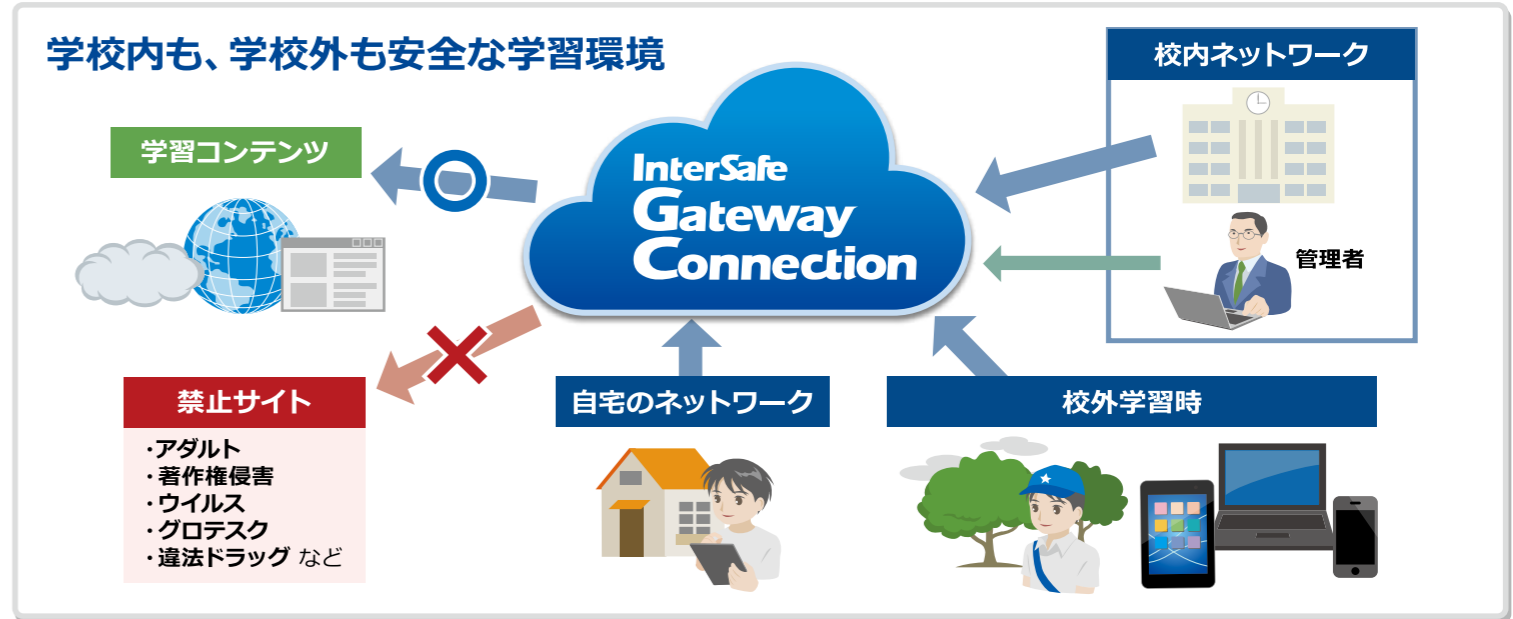 学校内も、学校外も安全な学習環境
校内ネットワーク
学習コンテンツ
InterSafe
Gateway
Connection
管理者
禁止サイト
・アダルト
・著作権侵害
・ウイルス
・グロテスク
・違法ドラッグ など
自宅のネットワーク
校外学習時